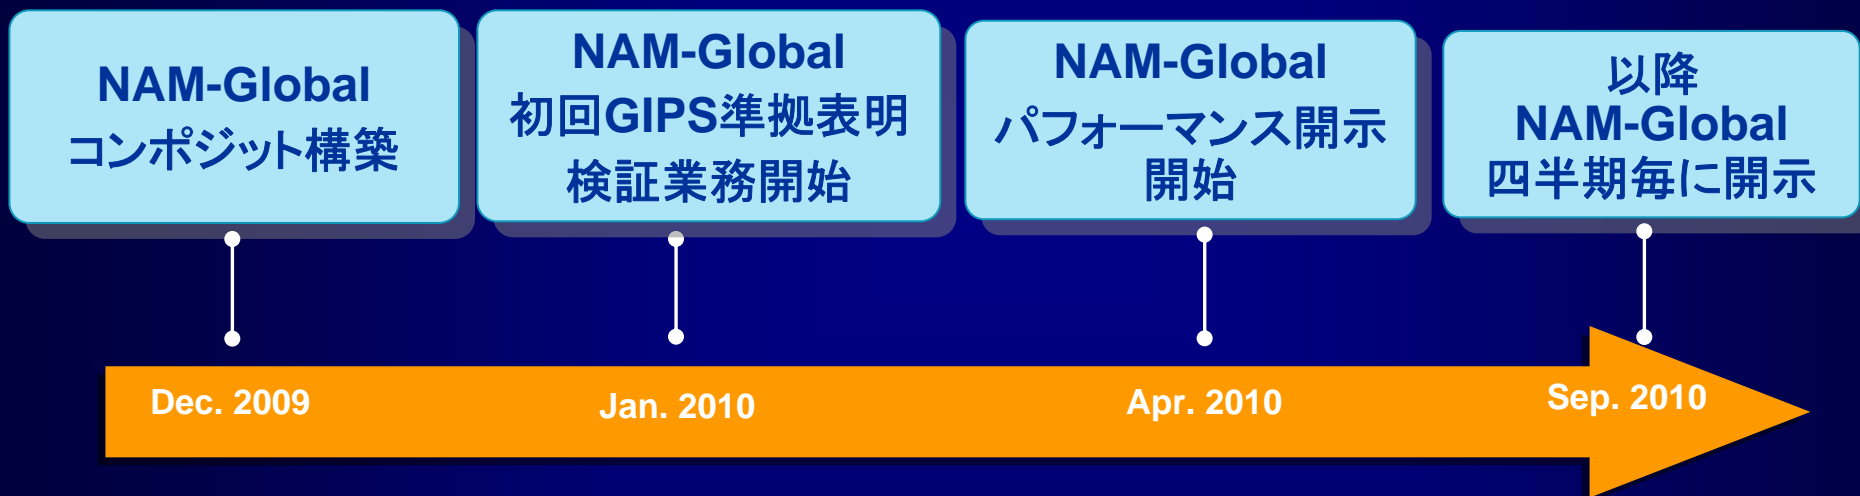 NAM-Global
コンポジット構築
NAM-Global
初回GIPS準拠表明
検証業務開始
NAM-Global
パフォーマンス開示
開始
以降
NAM-Global
四半期毎に開示
Dec. 2009
Jan. 2010
Apr. 2010
Sep. 2010